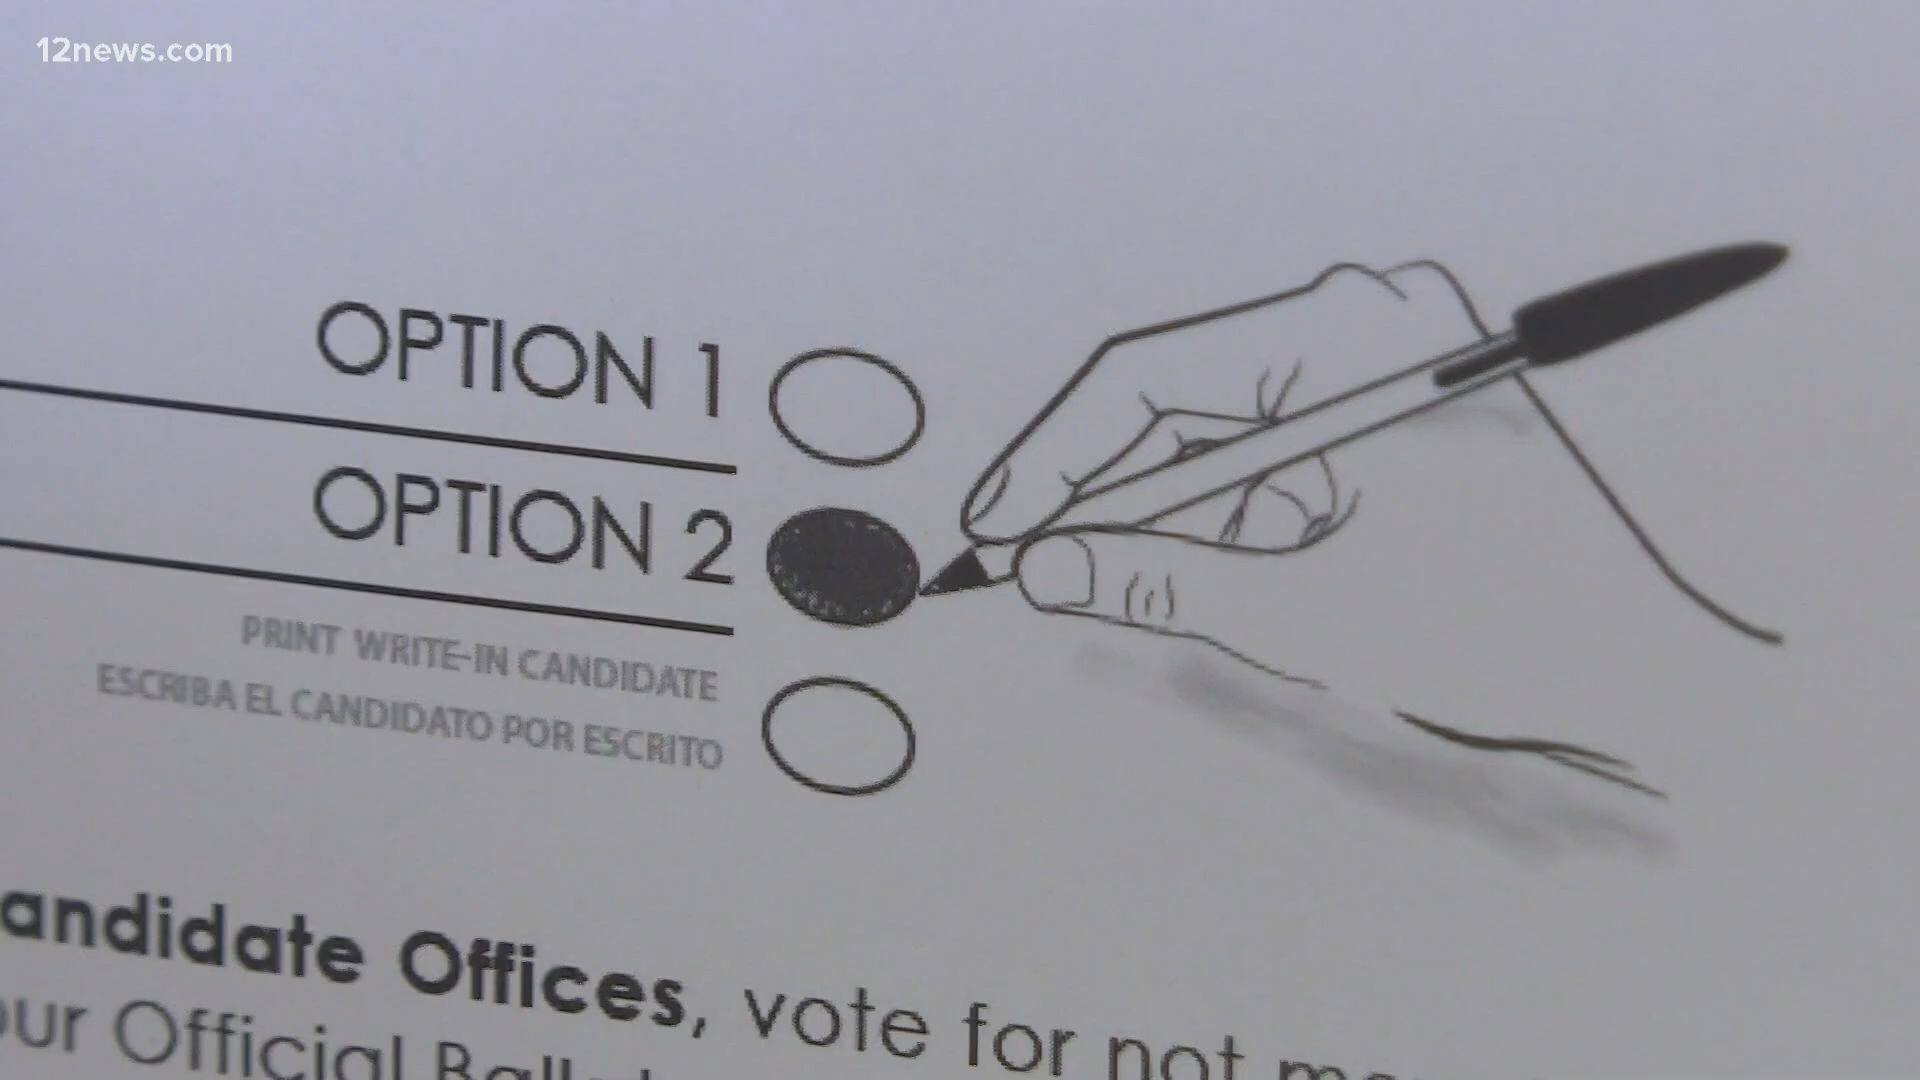 12news.com
OPTION 1
OPTION 2
PRINT WRITE-IN CANDIDATE
ESCRIBA EL CANDIDATO POR ESCRITO
andidate Offices, vote for not
our Official